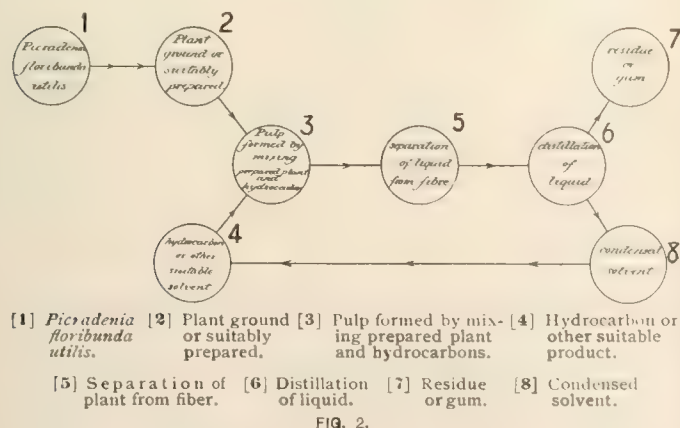 1
2
7
Picradenia
floribunda
utilis
Plant
ground or
suitably
prepared
residue
or
gum
3
5
6
Pulp
formed by
mixing
prepared plant
and
hydrocarbon
separation
of liquid
from fibre
distillation
of
liquid
4
8
hydrocarbon
or other
suitable
solvent
condensed
solvent
[1] Picradenia [2] Plant ground [3] Pulp formed by mix- [4] Hydrocarbon or
floribunda or suitably ing prepared plant other suitable
utilis. prepared. and hydrocarbons. product.
[5] Separation of [6] Distillation [7] Residue [8] Condensed
plant from fiber. of liquid. or gum. solvent.
FIG. 2.